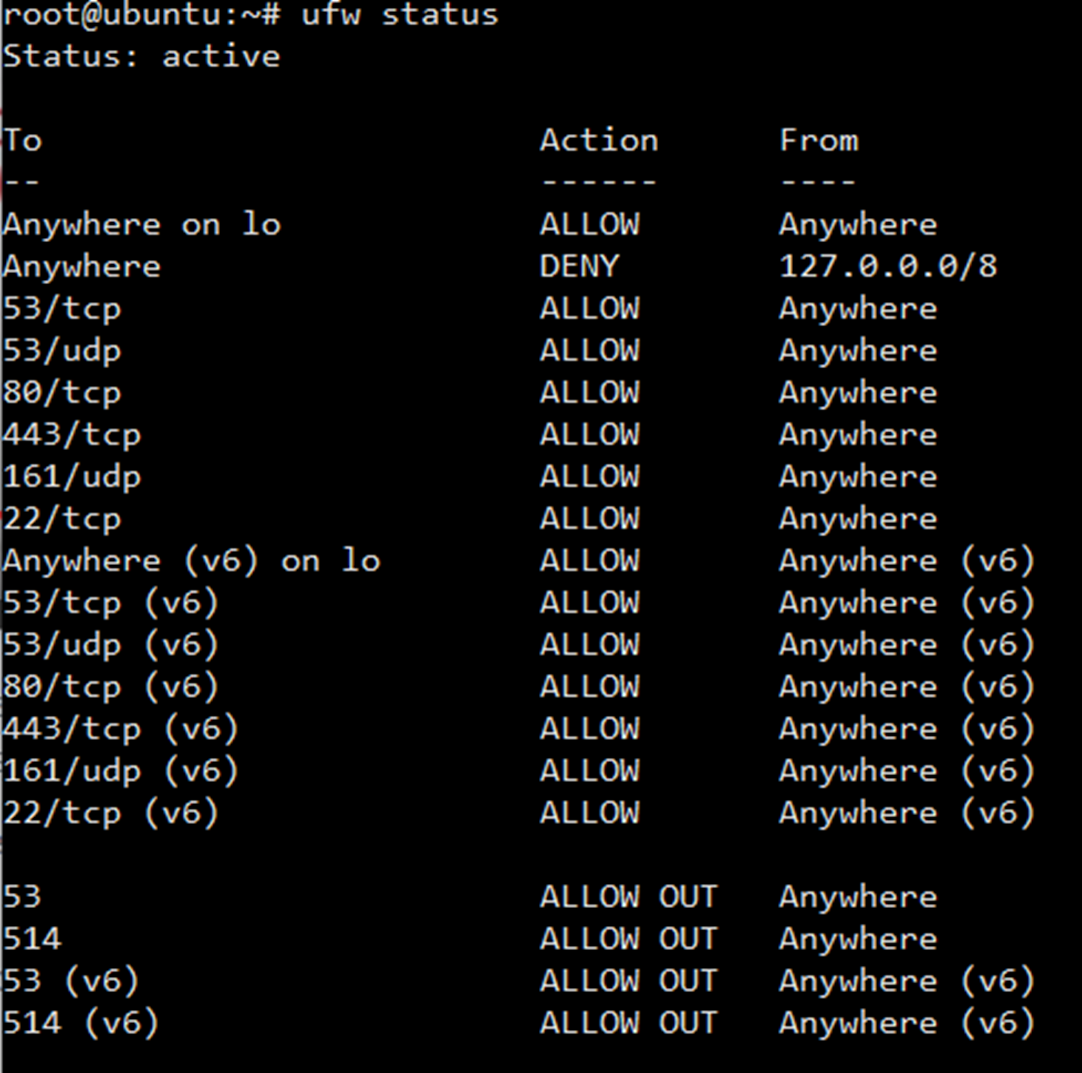 root@ubuntu:~# ufw status
Status: active

To                         Action      From
--                         ------      ----
Anywhere on lo             ALLOW       Anywhere
Anywhere                   DENY        127.0.0.0/8
53/tcp                     ALLOW       Anywhere
53/udp                     ALLOW       Anywhere
80/tcp                     ALLOW       Anywhere
443/tcp                    ALLOW       Anywhere
161/udp                    ALLOW       Anywhere
22/tcp                     ALLOW       Anywhere
Anywhere (v6) on lo        ALLOW       Anywhere (v6)
53/tcp (v6)                ALLOW       Anywhere (v6)
53/udp (v6)                ALLOW       Anywhere (v6)
80/tcp (v6)                ALLOW       Anywhere (v6)
443/tcp (v6)               ALLOW       Anywhere (v6)
161/udp (v6)               ALLOW       Anywhere (v6)
22/tcp (v6)                ALLOW       Anywhere (v6)

53                         ALLOW OUT   Anywhere
514                        ALLOW OUT   Anywhere
53 (v6)                    ALLOW OUT   Anywhere (v6)
514 (v6)                   ALLOW OUT   Anywhere (v6)